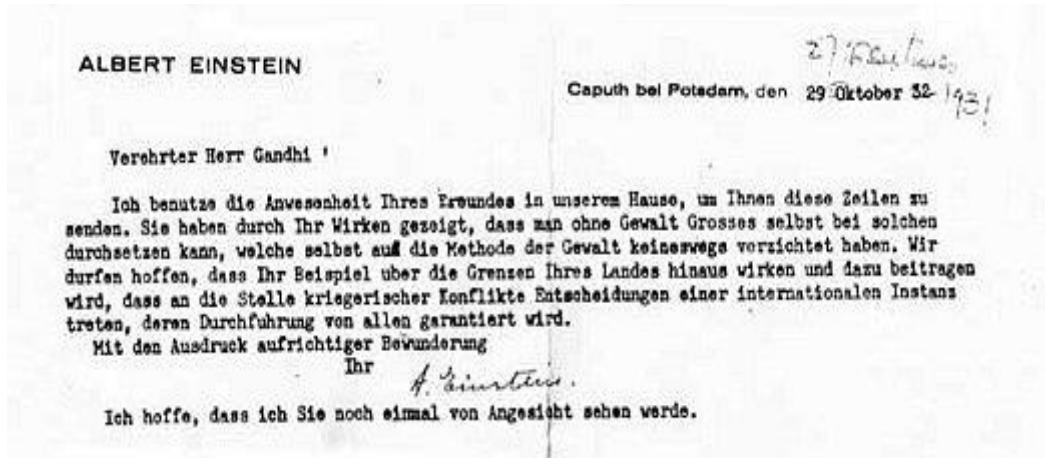 27
ALBERT EINSTEIN
Caputh bei Potsdam, den 29 Oktober 32 1931
Verehrter Herr Gandhi !
Ich benutze die Anwesenheit Ihres Freundes in unserem Hause, um Ihnen diese Zeilen zu
senden. Sie haben durch Ihr Wirken gezeigt, dass man ohne Gewalt Grosses selbst bei solchen
durchsetzen kann, welche selbst auf die Methode der Gewalt keineswegs verzichtet haben. Wir
durfen hoffen, dass Ihr Beispiel uber die Grenzen Ihres Landes hinaus wirken und dazu beitragen
wird, dass an die Stelle kriegerischer Konflikte Entscheidungen einer internationalen Instanz
treten, deren Durchfuhrung von allen garantiert wird.
Mit den Ausdruck aufrichtiger Bewunderung
Ihr
A. Einstein.
Ich hoffe, dass ich Sie noch einmal von Angesicht sehen werde.